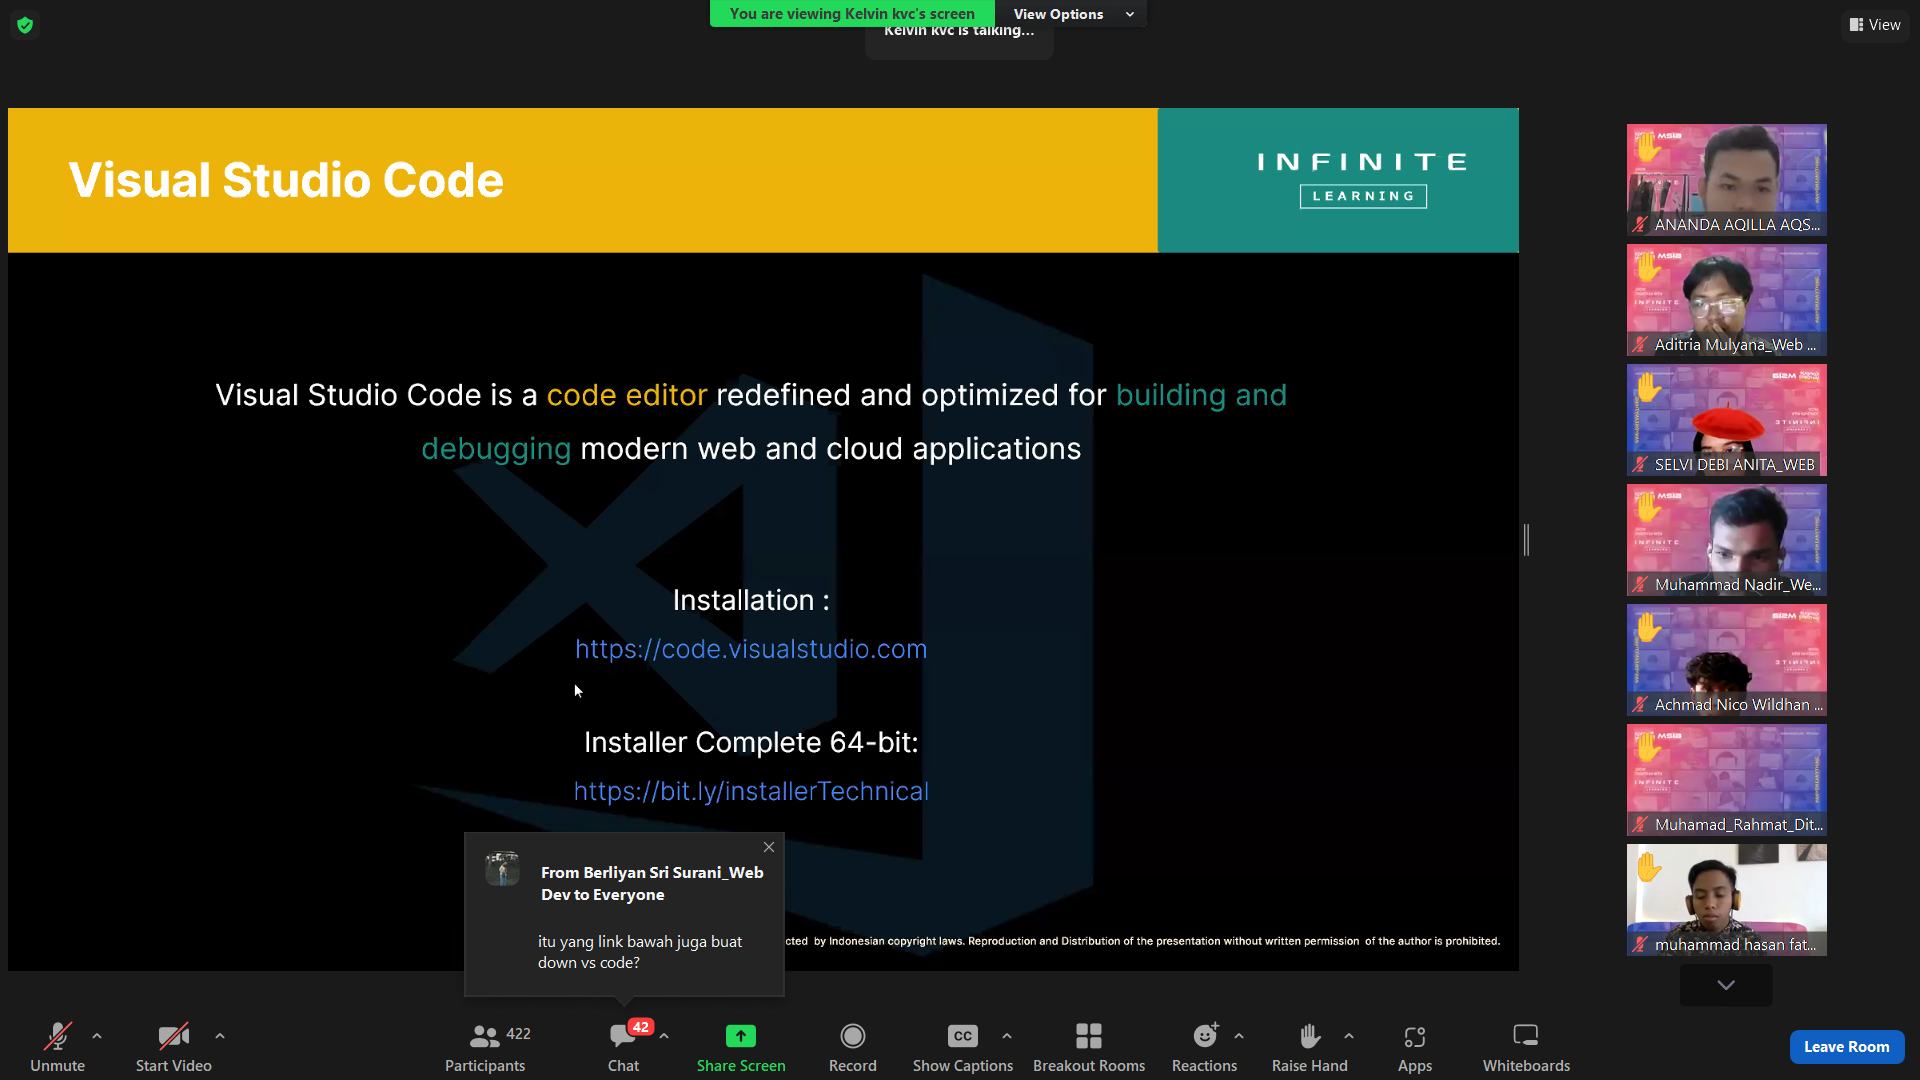 You are viewing Kelvin kvc's screen
View Options
Kelvin kvc is talking...
View
Visual Studio Code
INFINITE
LEARNING
Visual Studio Code is a code editor redefined and optimized for building and
debugging modern web and cloud applications
Installation :
https://code.visualstudio.com
Installer Complete 64-bit:
https://bit.ly/installerTechnical
From Berliyan Sri Surani_Web
Dev to Everyone
itu yang link bawah juga buat
down vs code?
cted by Indonesian copyright laws. Reproduction and Distribution of the presentation without written permission of the author is prohibited.
ANANDA AQILLA AQS...
Aditria Mulyana_Web ...
SELVI DEBI ANITA_WEB
Muhammad Nadir_We...
Achmad Nico Wildhan ...
Muhamad_Rahmat_Dit...
muhammad hasan fat...
Unmute
Start Video
422
Participants
42
Chat
Share Screen
Record
CC
Show Captions
Breakout Rooms
Reactions
Raise Hand
Apps
Whiteboards
Leave Room